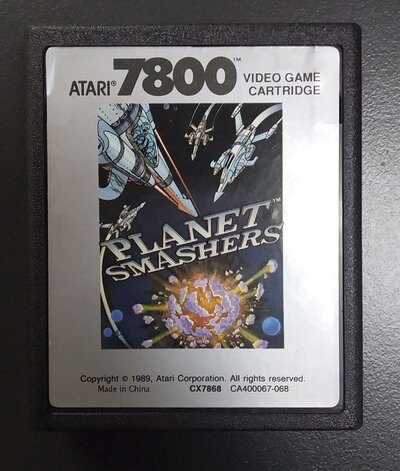 ATARI® 7800™ VIDEO GAME
CARTRIDGE
PLANET™
SMASHERS
Copyright © 1989, Atari Corporation. All rights reserved.
Made in China CX7868 CA400067-068